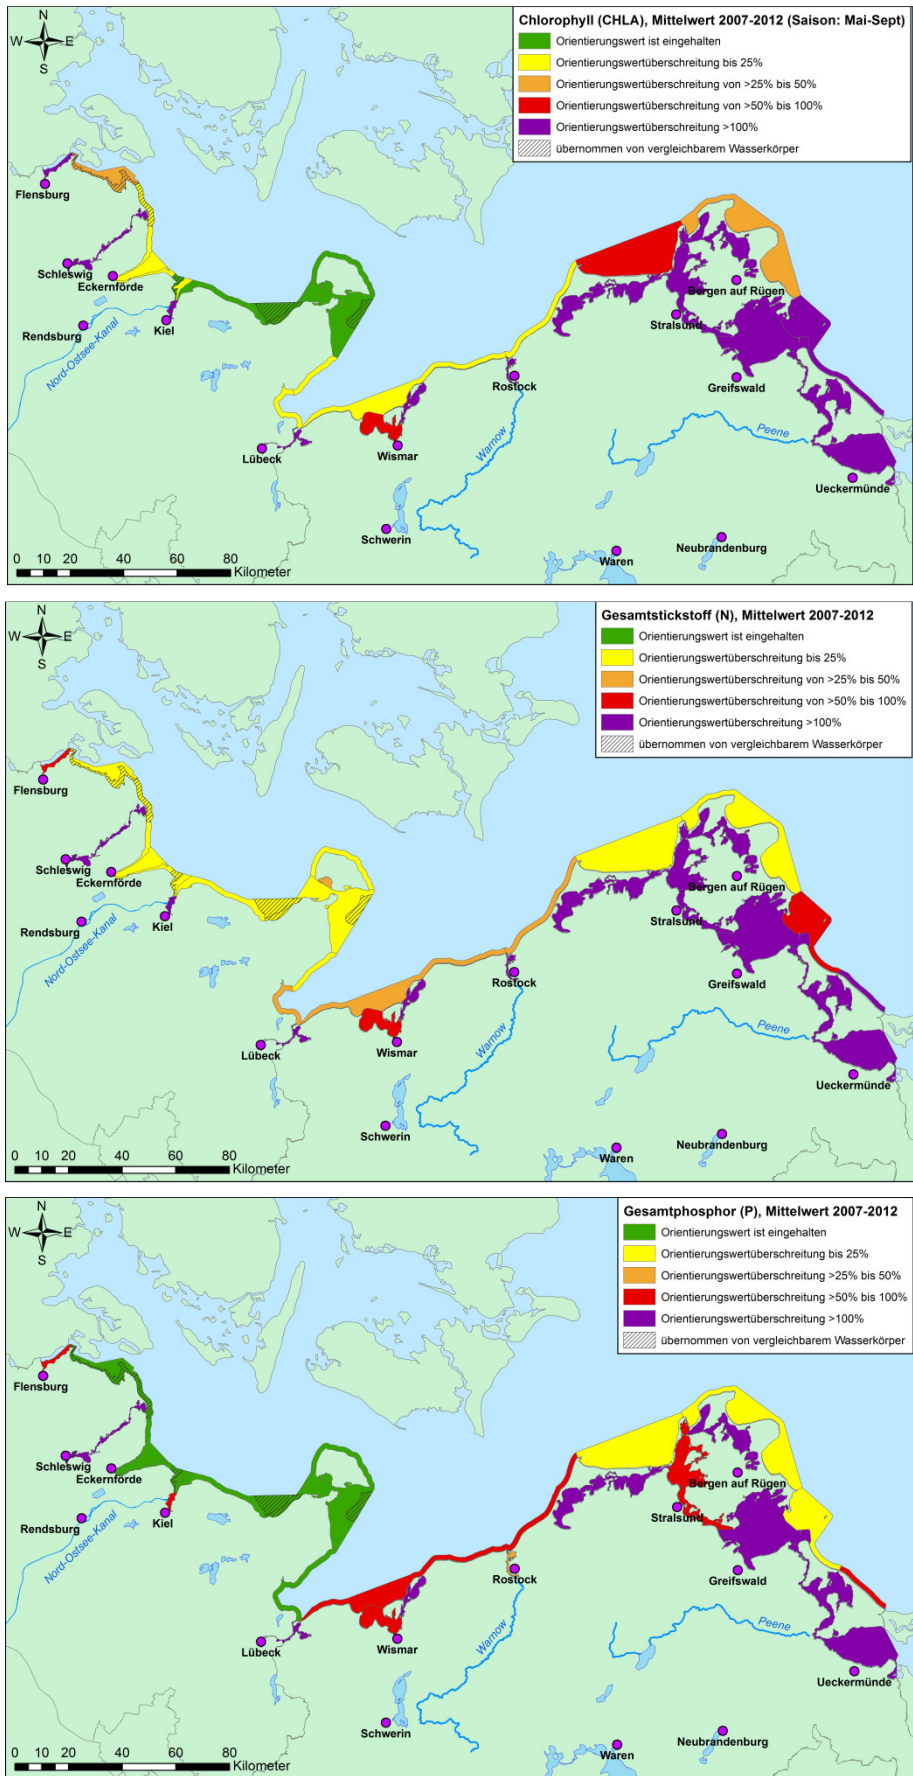 Chlorophyll (CHLA), Mittelwert 2007-2012 (Saison: Mai-Sept)
Orientierungswert ist eingehalten
Orientierungswertüberschreitung bis 25%
Orientierungswertüberschreitung von >25% bis 50%
Orientierungswertüberschreitung von >50% bis 100%
Orientierungswertüberschreitung >100%
übernommen von vergleichbarem Wasserkörper
N
W E
S
Flensburg
Schleswig
Eckernförde
Rendsburg
Kiel
Nord-Ostsee-Kanal
Bergen auf Rügen
Stralsund
Rostock
Greifswald
Lübeck
Wismar
Warnow
Peene
Ueckermünde
Schwerin
Waren
Neubrandenburg
0 10 20 40 60 80
Kilometer
Gesamtstickstoff (N), Mittelwert 2007-2012
Orientierungswert ist eingehalten
Orientierungswertüberschreitung bis 25%
Orientierungswertüberschreitung von >25% bis 50%
Orientierungswertüberschreitung von >50% bis 100%
Orientierungswertüberschreitung >100%
übernommen von vergleichbarem Wasserkörper
N
W E
S
Flensburg
Schleswig
Eckernförde
Rendsburg
Kiel
Nord-Ostsee-Kanal
Bergen auf Rügen
Stralsund
Rostock
Greifswald
Lübeck
Wismar
Warnow
Peene
Ueckermünde
Schwerin
Waren
Neubrandenburg
0 10 20 40 60 80
Kilometer
Gesamtphosphor (P), Mittelwert 2007-2012
Orientierungswert ist eingehalten
Orientierungswertüberschreitung bis 25%
Orientierungswertüberschreitung >25% bis 50%
Orientierungswertüberschreitung >50% bis 100%
Orientierungswertüberschreitung >100%
übernommen von vergleichbarem Wasserkörper
N
W E
S
Flensburg
Schleswig
Eckernförde
Rendsburg
Kiel
Nord-Ostsee-Kanal
Bergen auf Rügen
Stralsund
Rostock
Greifswald
Lübeck
Wismar
Warnow
Peene
Ueckermünde
Schwerin
Waren
Neubrandenburg
0 10 20 40 60 80
Kilometer